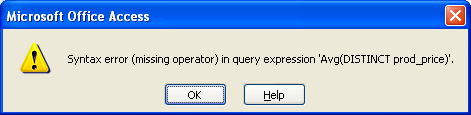 Microsoft Office Access
Syntax error (missing operator) in query expression 'Avg(DISTINCT prod_price)'.
OK Help